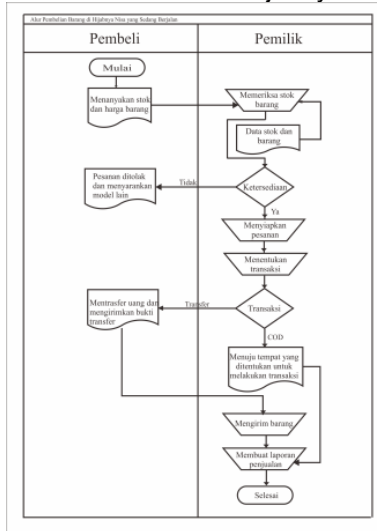 Alur Pembelian Barang di Hijabnya Nisa yang Sedang Berjalan
Pembeli
Pemilik
Mulai
Menanyakan stok
dan harga barang
Memeriksa stok
barang
Data stok dan
barang
Pesanan ditolak
dan menyarankan
model lain
Tidak
Ketersediaan
Ya
Menyiapkan
pesanan
Menentukan
transaksi
Mentrasfer uang dan
mengirimkan bukti
transfer
Transfer
Transaksi
COD
Menuju tempat yang
ditentukan untuk
melakukan transaksi
Mengirim barang
Membuat laporan
penjualan
Selesai